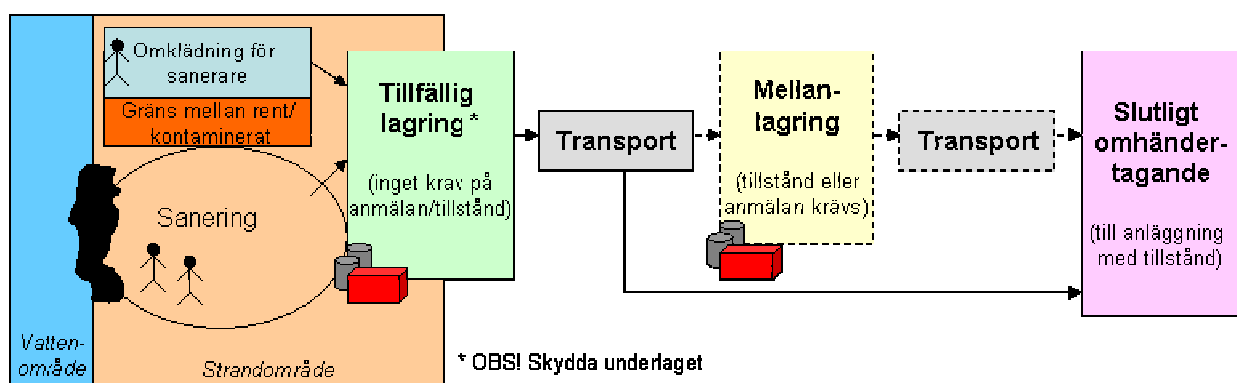 Omklädning för
sanerare
Gräns mellan rent/
kontaminerat
Sanering
Vatten-
område
Strandområde
Tillfällig
lagring *
(inget krav på
anmälan/tillstånd)
Transport
Mellan-
lagring
(tillstånd eller
anmälan krävs)
Transport
Slutligt
omhänder-
tagande
(till anläggning
med tillstånd)
* OBS! Skydda underlaget